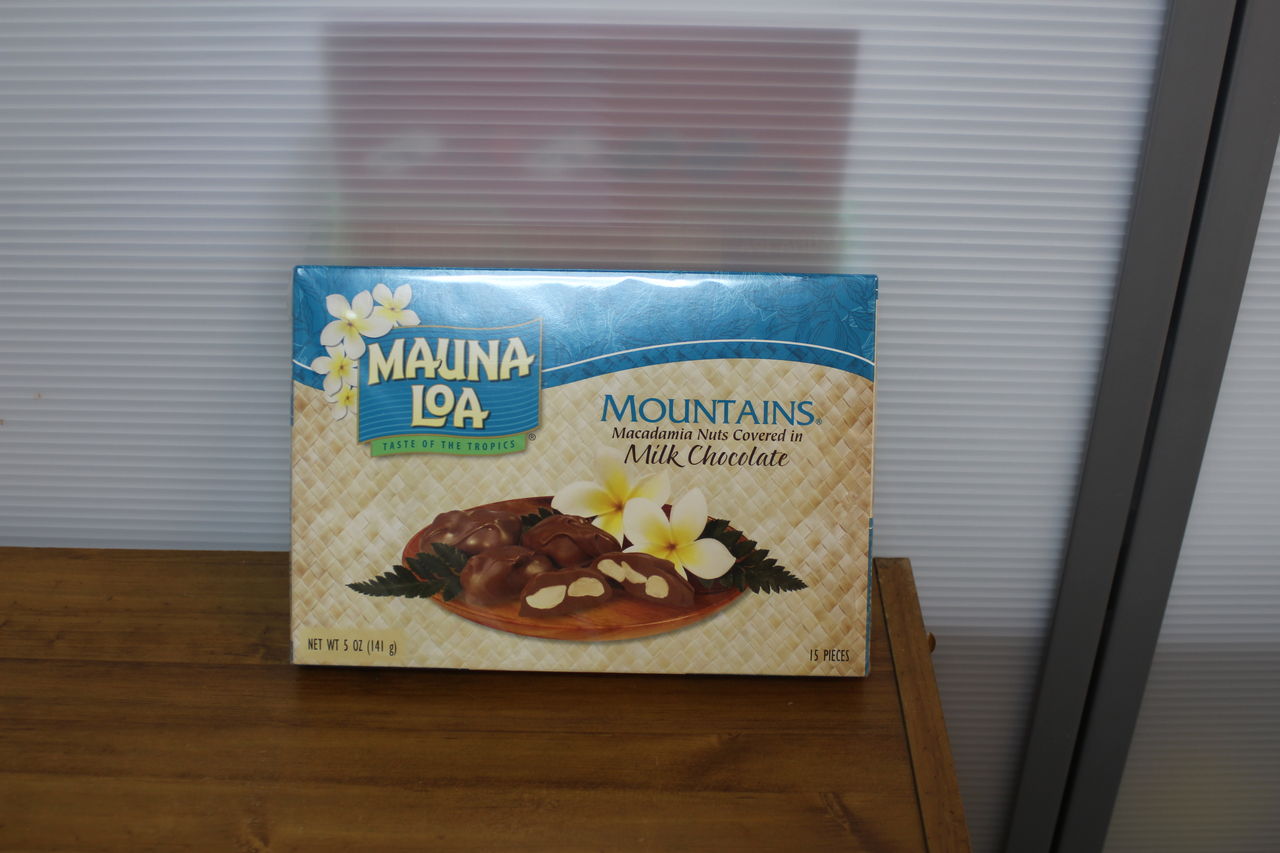 MAUNA
LOA
TASTE OF THE TROPICS ®
MOUNTAINS®
Macadamia Nuts Covered in
Milk Chocolate
NET WT 5 OZ (141 g)
15 PIECES